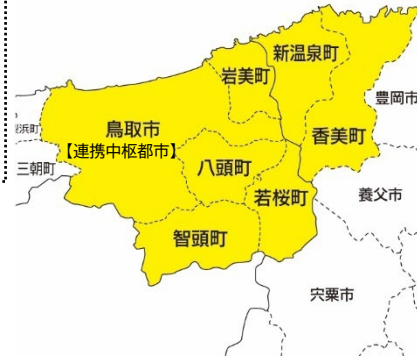 新温泉町
岩美町
豊岡市
鳥取市
香美町
【連携中枢都市】
八頭町
三朝町
若桜町
養父市
智頭町
宍粟市